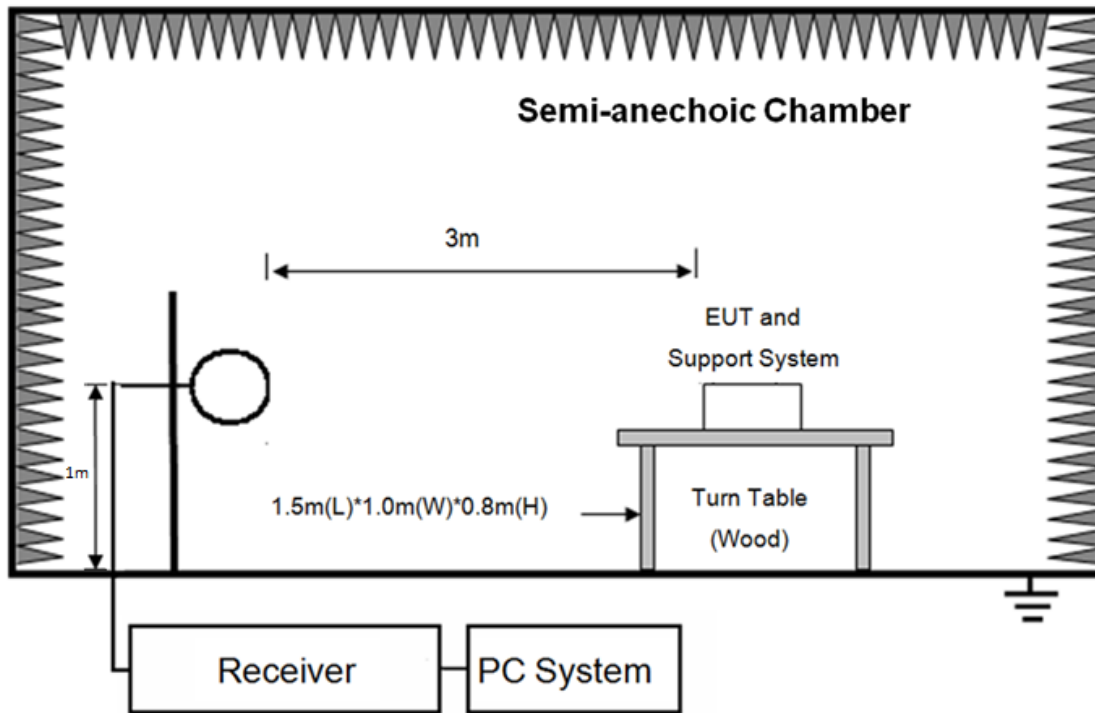 Semi-anechoic Chamber
3m
EUT and
Support System
1m
1.5m(L)*1.0m(W)*0.8m(H)
Turn Table
(Wood)
Receiver
PC System